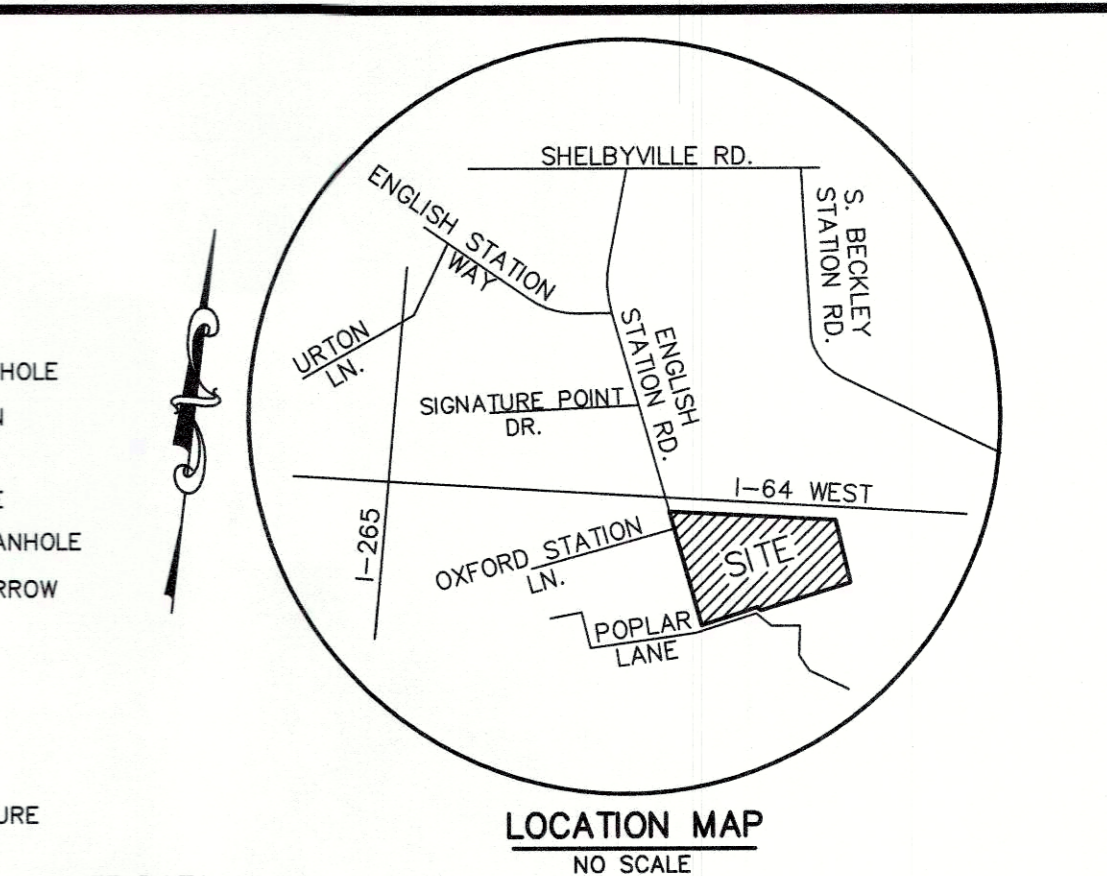 SHELBYVILLE RD.
ENGLISH STATION
WAY
S. BECKLEY
STATION RD.
URTON
LN.
ENGLISH
STATION RD.
SIGNATURE POINT
DR.
I-64 WEST
I-265
OXFORD STATION
LN.
SITE
POPLAR
LANE
LOCATION MAP
NO SCALE
HOLE
N
E
ANHOLE
RROW
URE